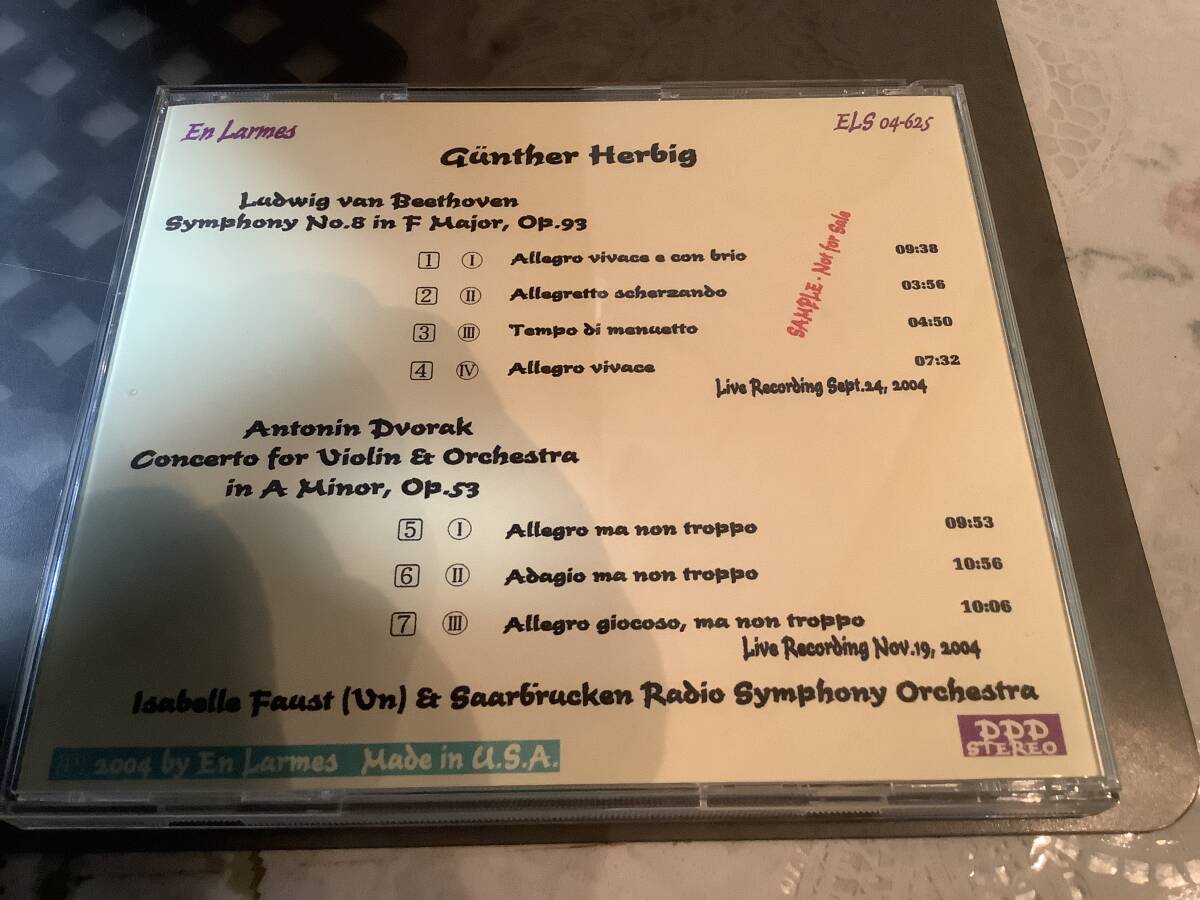 En Larmes
ELS 04-625
Günther Herbig
Ludwig van Beethoven
Symphony No.8 in F Major, Op.93
1 Ⅰ Allegro vivace e con brio 09:38
2 Ⅱ Allegretto scherzando 03:56
3 Ⅲ Tempo di menuetto 04:50
4 Ⅳ Allegro vivace 07:32
SAMPLE · Not for Sale
Live Recording Sept.24, 2004
Antonin Dvorak
Concerto for Violin & Orchestra
in A Minor, Op.53
5 Ⅰ Allegro ma non troppo 09:53
6 Ⅱ Adagio ma non troppo 10:56
7 Ⅲ Allegro giocoso, ma non troppo 10:06
Live Recording Nov.19, 2004
Isabelle Faust (Vn) & Saarbrucken Radio Symphony Orchestra
DDD
STEREO
2004 by En Larmes Made in U.S.A.